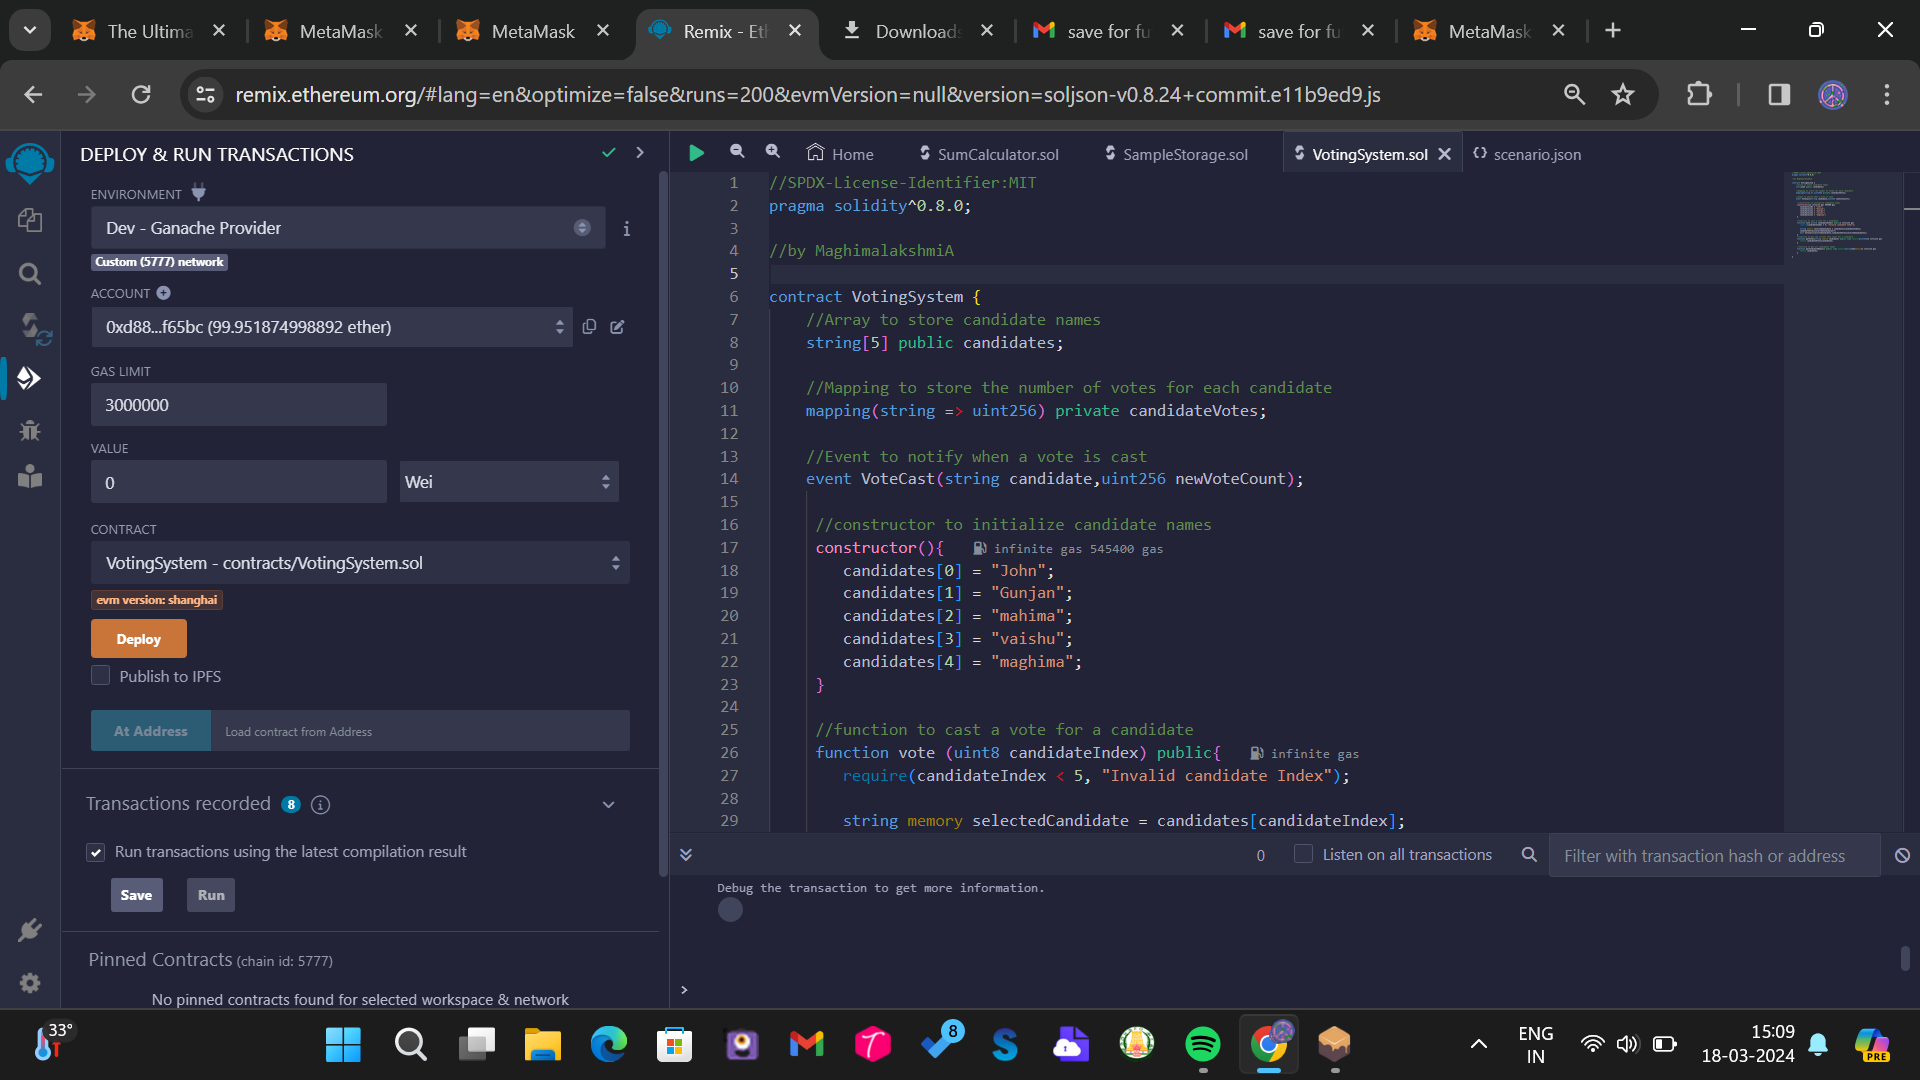 The Ultima
MetaMask
MetaMask
Remix - Eth
Downloads
save for fu
save for fu
MetaMask
remix.ethereum.org/#lang=en&optimize=false&runs=200&evmVersion=null&version=soljson-v0.8.24+commit.e11b9ed9.js
DEPLOY & RUN TRANSACTIONS
ENVIRONMENT
Dev - Ganache Provider
Custom (5777) network
ACCOUNT
0xd88...f65bc (99.951874998892 ether)
GAS LIMIT
3000000
VALUE
0
Wei
CONTRACT
VotingSystem - contracts/VotingSystem.sol
evm version: shanghai
Deploy
Publish to IPFS
At Address
Load contract from Address
Transactions recorded 8
Run transactions using the latest compilation result
Save
Run
Pinned Contracts (chain id: 5777)
No pinned contracts found for selected workspace & network
Home
SumCalculator.sol
SampleStorage.sol
VotingSystem.sol
scenario.json
1 //SPDX-License-Identifier:MIT
2 pragma solidity^0.8.0;
3
4 //by MaghimalakshmiA
5
6 contract VotingSystem {
7 //Array to store candidate names
8 string[5] public candidates;
9
10 //Mapping to store the number of votes for each candidate
11 mapping(string => uint256) private candidateVotes;
12
13 //Event to notify when a vote is cast
14 event VoteCast(string candidate,uint256 newVoteCount);
15
16 //constructor to initialize candidate names
17 constructor(){ infinite gas 545400 gas
18 candidates[0] = "John";
19 candidates[1] = "Gunjan";
20 candidates[2] = "mahima";
21 candidates[3] = "vaishu";
22 candidates[4] = "maghima";
23 }
24
25 //function to cast a vote for a candidate
26 function vote (uint8 candidateIndex) public{ infinite gas
27 require(candidateIndex < 5, "Invalid candidate Index");
28
29 string memory selectedCandidate = candidates[candidateIndex];
0
Listen on all transactions
Filter with transaction hash or address
Debug the transaction to get more information.
>
33°
8
ENG
IN
15:09
18-03-2024
PRE